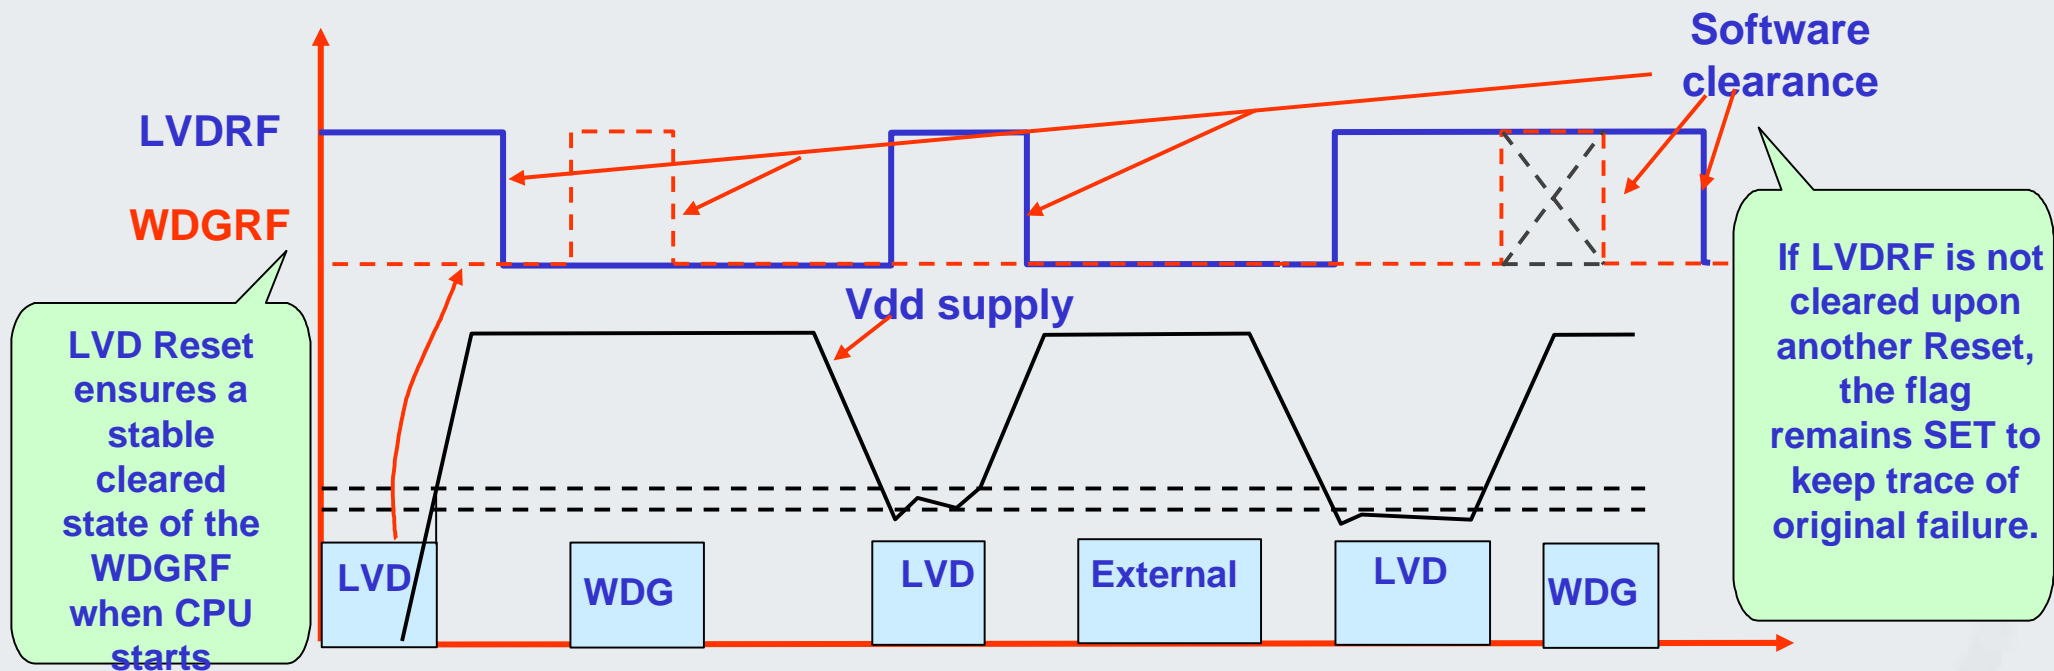 Software
clearance
LVDRF
WDGRF
Vdd supply
LVD Reset
ensures a
stable
cleared
state of the
WDGRF
when CPU
starts
If LVDRF is not
cleared upon
another Reset,
the flag
remains SET to
keep trace of
original failure.
LVD
WDG
LVD
External
LVD
WDG